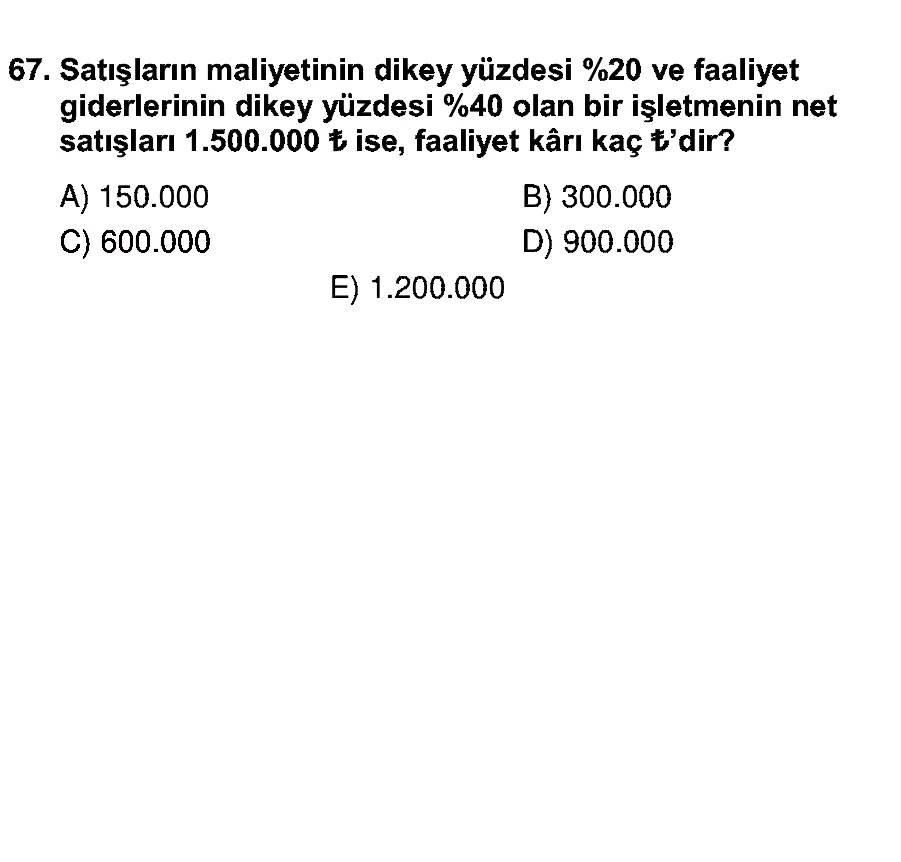 67. Satışların maliyetinin dikey yüzdesi %20 ve faaliyet
giderlerinin dikey yüzdesi %40 olan bir işletmenin net
satışları 1.500.000 ₺ ise, faaliyet kârı kaç ₺’dir?
A) 150.000 B) 300.000
C) 600.000 D) 900.000
E) 1.200.000